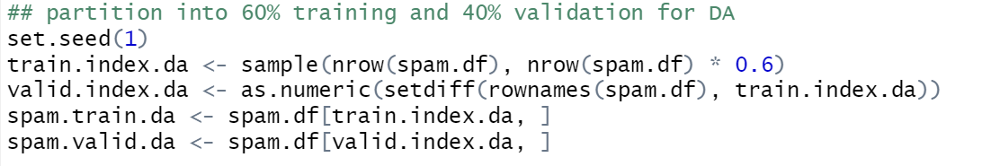 ## partition into 60% training and 40% validation for DA
set.seed(1)
train.index.da <- sample(nrow(spam.df), nrow(spam.df) * 0.6)
valid.index.da <- as.numeric(setdiff(rownames(spam.df), train.index.da))
spam.train.da <- spam.df[train.index.da, ]
spam.valid.da <- spam.df[valid.index.da, ]